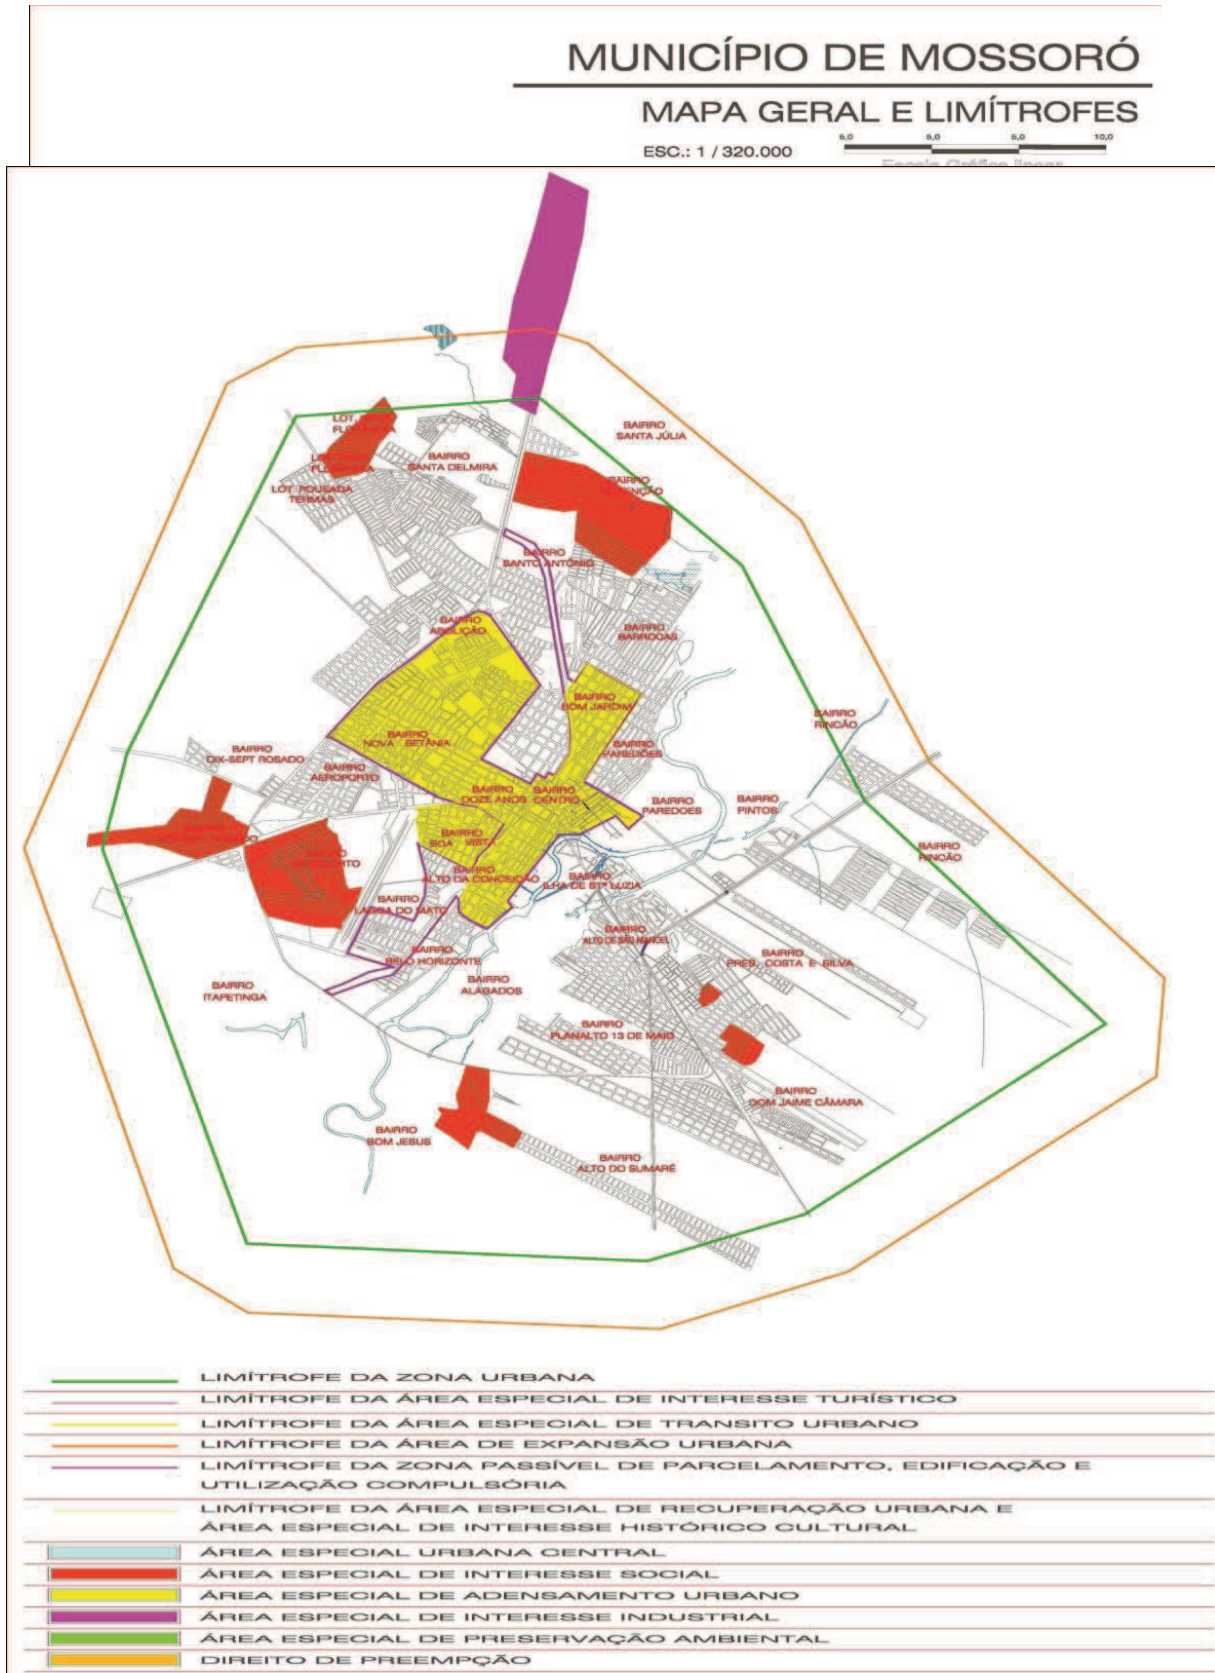 MUNICÍPIO DE MOSSORÓ
MAPA GERAL E LIMÍTROFES
ESC.: 1 / 320.000
5,0 5,0 10,0
Escala Gráfica linear
BAIRRO
SANTA JÚLIA
LOT.
BAIRRO
SANTA DELMIRA
BAIRRO
LOT. POUSADA
TERMAS
BAIRRO
SANTO ANTÔNIO
BAIRRO
ABOLIÇÃO
BAIRRO
BARROCAS
BAIRRO
BOM JARDIM
BAIRRO
RINCÃO
BAIRRO
NOVA BETÂNIA
BAIRRO
PAREDÕES
BAIRRO
DIX-SEPT ROSADO
BAIRRO
AEROPORTO
BAIRRO
DOZE ANOS
BAIRRO
CENTRO
BAIRRO
PAREDOES
BAIRRO
PINTOS
BAIRRO
BOA VISTA
BAIRRO
RINCÃO
BAIRRO
ALTO DA CONCEIÇÃO
BAIRRO
ILHA DE STª LUZIA
BAIRRO
LAGOA DO MATO
BAIRRO
ALTO DE SÃO MANOEL
BAIRRO
BELO HORIZONTE
BAIRRO
PRES. COSTA E SILVA
BAIRRO
ITAPETINGA
BAIRRO
ALAGADOS
BAIRRO
PLANALTO 13 DE MAIO
BAIRRO
DOM JAIME CÂMARA
BAIRRO
BOM JESUS
BAIRRO
ALTO DO SUMARÉ
LIMÍTROFE DA ZONA URBANA
LIMÍTROFE DA ÁREA ESPECIAL DE INTERESSE TURÍSTICO
LIMÍTROFE DA ÁREA ESPECIAL DE TRANSITO URBANO
LIMÍTROFE DA ÁREA DE EXPANSÃO URBANA
LIMÍTROFE DA ZONA PASSÍVEL DE PARCELAMENTO, EDIFICAÇÃO E
UTILIZAÇÃO COMPULSÓRIA
LIMÍTROFE DA ÁREA ESPECIAL DE RECUPERAÇÃO URBANA E
ÁREA ESPECIAL DE INTERESSE HISTÓRICO CULTURAL
ÁREA ESPECIAL URBANA CENTRAL
ÁREA ESPECIAL DE INTERESSE SOCIAL
ÁREA ESPECIAL DE ADENSAMENTO URBANO
ÁREA ESPECIAL DE INTERESSE INDUSTRIAL
ÁREA ESPECIAL DE PRESERVAÇÃO AMBIENTAL
DIREITO DE PREEMPÇÃO